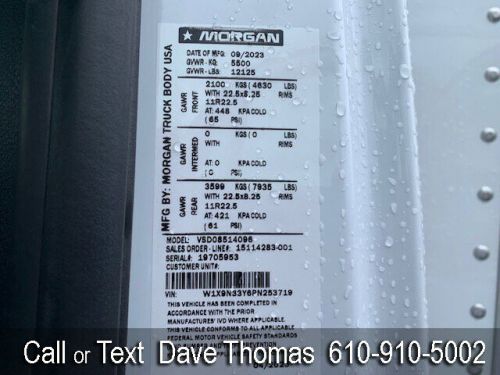 ★ MORGAN
MFG BY: MORGAN TRUCK BODY USA
DATE OF MFG: 09/2023
GVWR - KG: 5500
GVWR - LBS: 12125
GAWR FRONT
2100 KGS ( 4630 LBS)
WITH 22.5x8.25 RIMS
11R22.5
AT: 448 KPA COLD
( 65 PSI)
GAWR INTERMED
0 KGS ( 0 LBS)
WITH RIMS
AT: 0 KPA COLD
( 0 PSI)
GAWR REAR
3599 KGS ( 7935 LBS)
WITH 22.5x8.25 RIMS
11R22.5
AT: 421 KPA COLD
( 61 PSI)
MODEL: VSD08514096
SALES ORDER - LINE#: 15114283-001
SERIAL#: 19705953
CUSTOMER UNIT#:
VIN: W1X9N33Y6PN253719
THIS VEHICLE HAS BEEN COMPLETED IN
ACCORDANCE WITH THE PRIOR
MANUFACTURERS' IVD WHERE APPLICABLE.
THIS VEHICLE CONFORMS TO ALL APPLICABLE
FEDERAL MOTOR VEHICLE SAFETY STANDARDS,
Call or Text Dave Thomas 610-910-5002